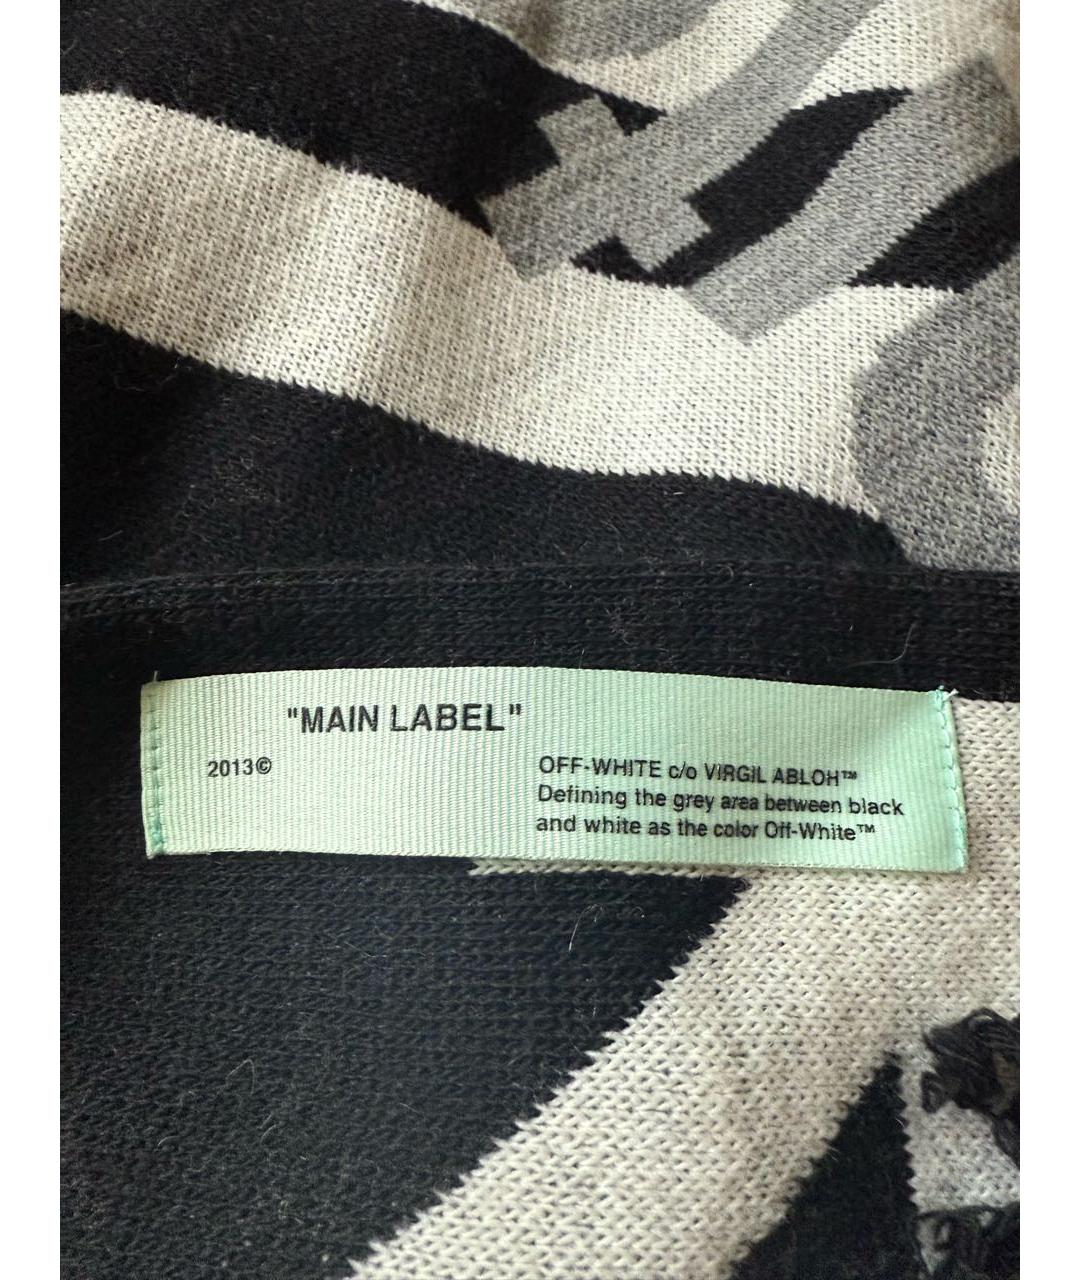 "MAIN LABEL"
2013©
OFF-WHITE c/o VIRGIL ABLOH™
Defining the grey area between black
and white as the color Off-White™